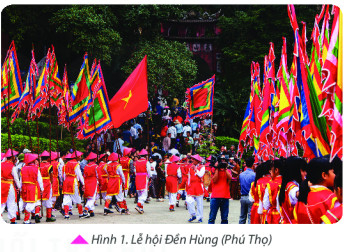 Hình 1. Lễ hội Đền Hùng (Phú Thọ)